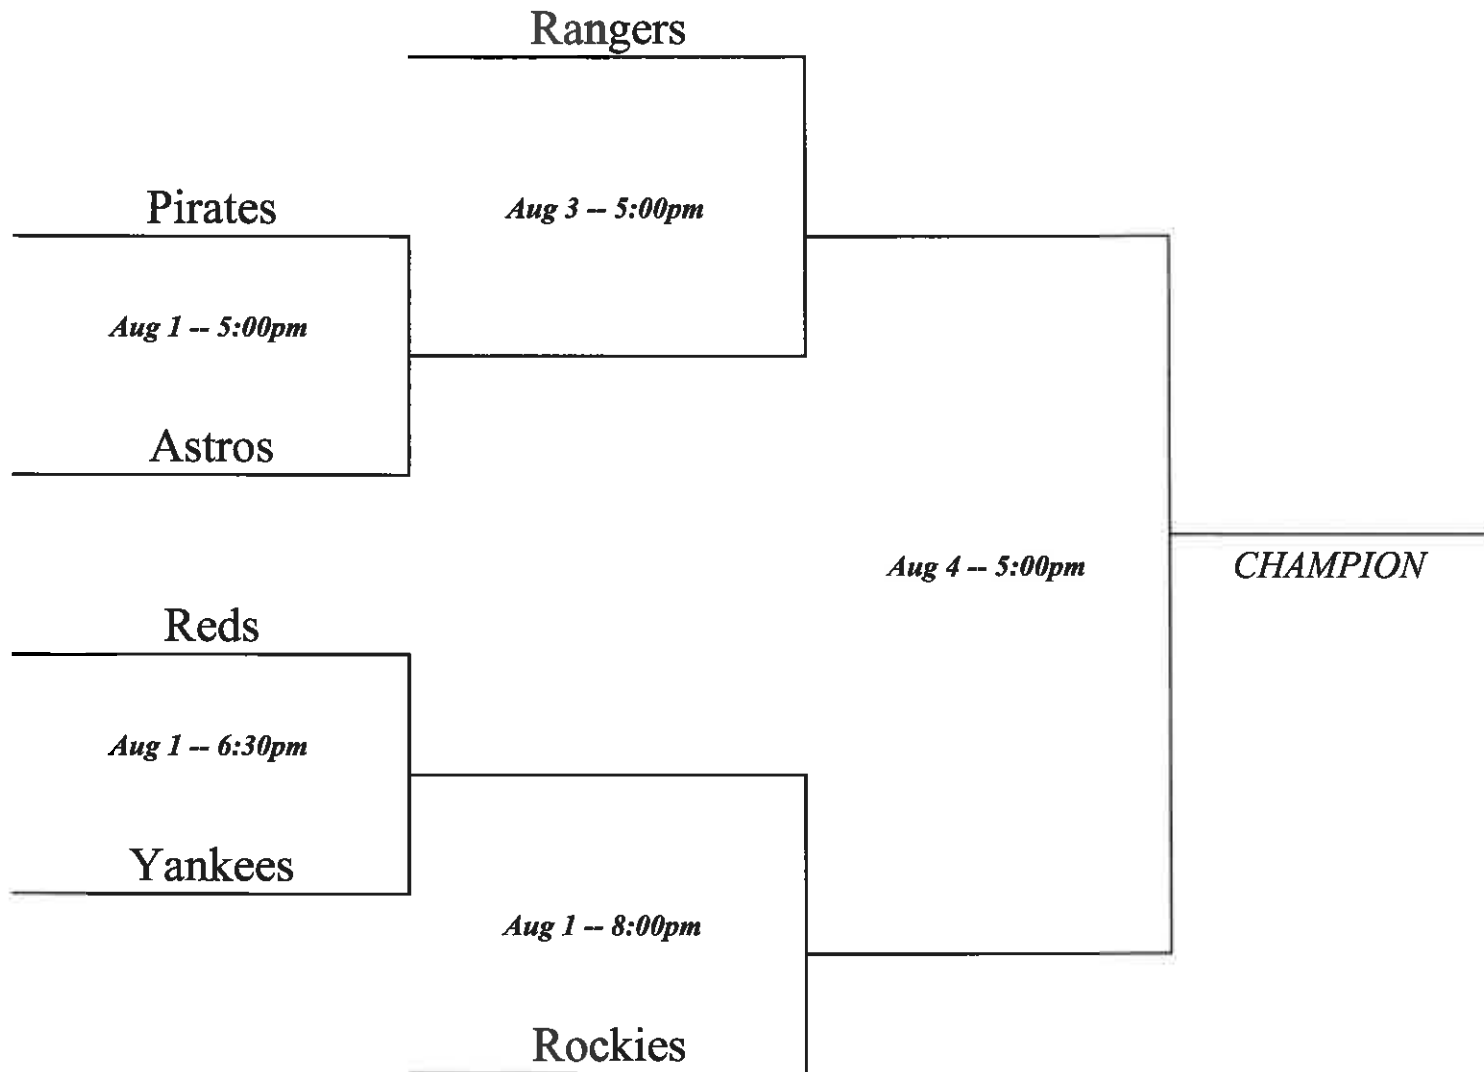 Rangers
Pirates
Aug 3 -- 5:00pm
Aug 1 -- 5:00pm
Astros
Aug 4 -- 5:00pm
CHAMPION
Reds
Aug 1 -- 6:30pm
Yankees
Aug 1 -- 8:00pm
Rockies